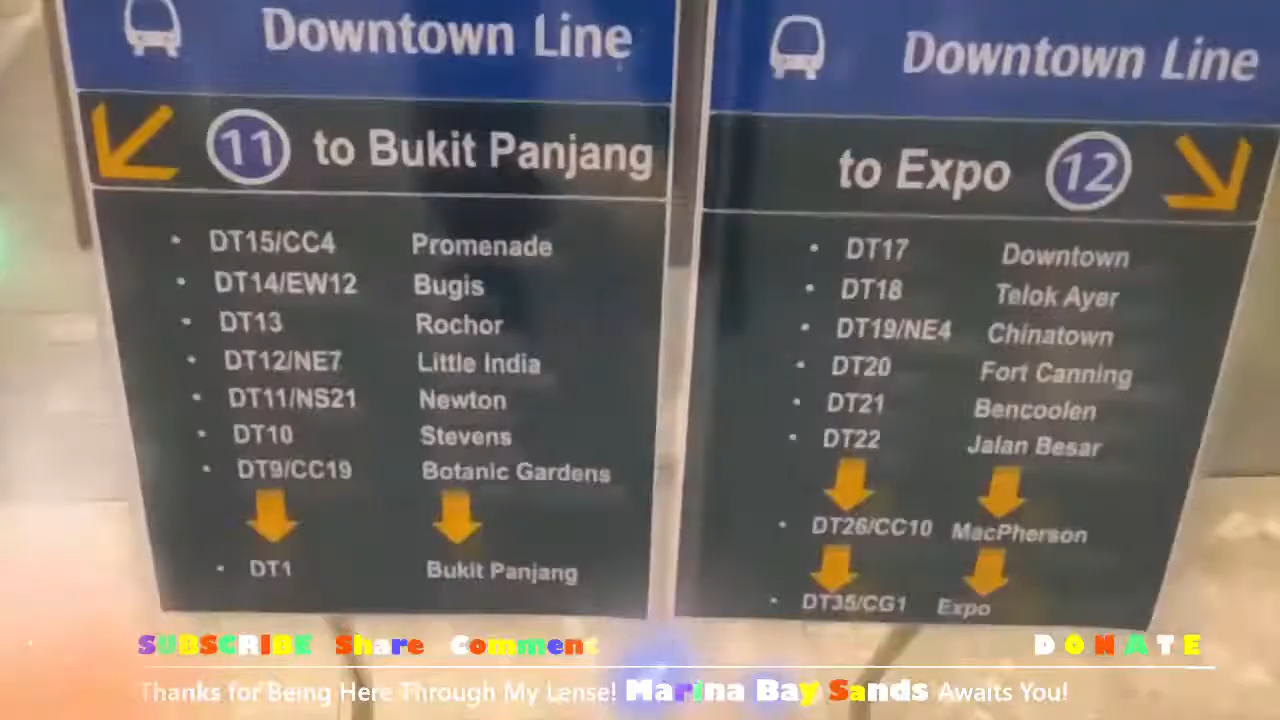 Downtown Line
11 to Bukit Panjang
• DT15/CC4 Promenade
• DT14/EW12 Bugis
• DT13 Rochor
• DT12/NE7 Little India
• DT11/NS21 Newton
• DT10 Stevens
• DT9/CC19 Botanic Gardens
• DT1 Bukit Panjang
Downtown Line
to Expo 12
• DT17 Downtown
• DT18 Telok Ayer
• DT19/NE4 Chinatown
• DT20 Fort Canning
• DT21 Bencoolen
• DT22 Jalan Besar
• DT26/CC10 MacPherson
• DT35/CG1 Expo
SUBSCRIBE Share Comment
DONATE
Thanks for Being Here Through My Lense! Marina Bay Sands Awaits You!